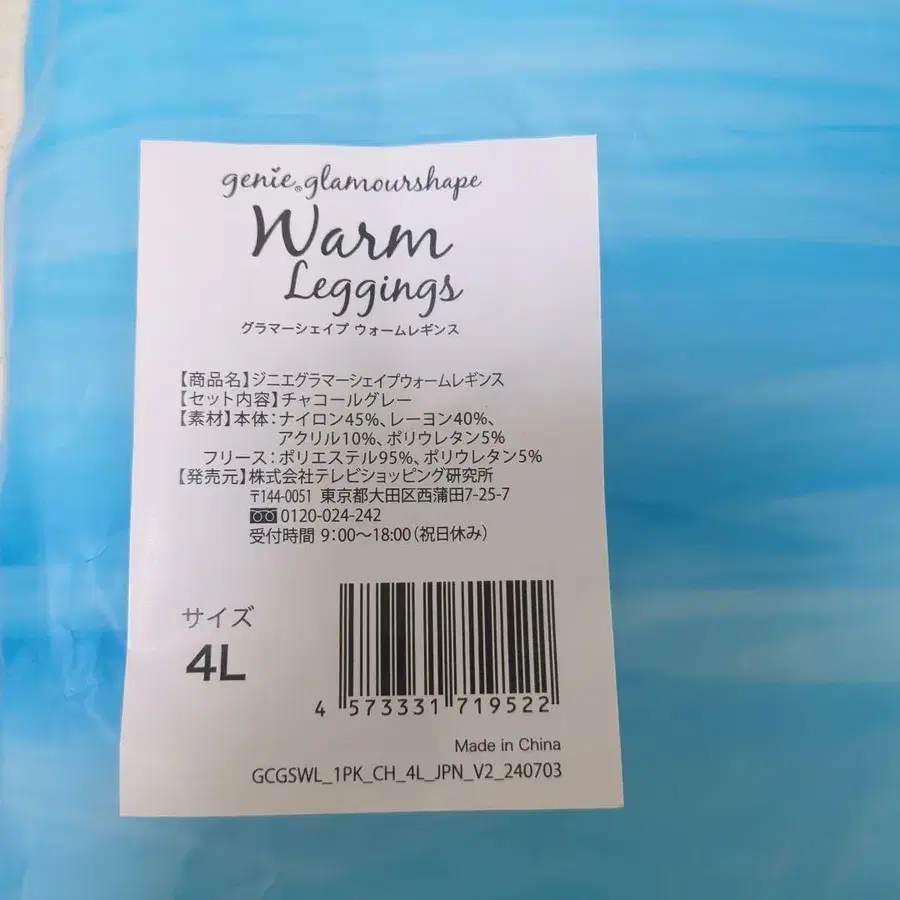 genie®glamourshape
Warm
Leggings
グラマーシェイプ ウォームレギンス
【商品名】ジニエグラマーシェイプウォームレギンス
【セット内容】チャコールグレー
【素材】本体：ナイロン45%、レーヨン40%、
アクリル10%、ポリウレタン5%
フリース：ポリエステル95%、ポリウレタン5%
【発売元】株式会社テレビショッピング研究所
〒144-0051 東京都大田区西蒲田7-25-7
0120-024-242
受付時間 9：00〜18:00（祝日休み）
サイズ
4L
4 573331 719522
Made in China
GCGSWL_1PK_CH_4L_JPN_V2_240703